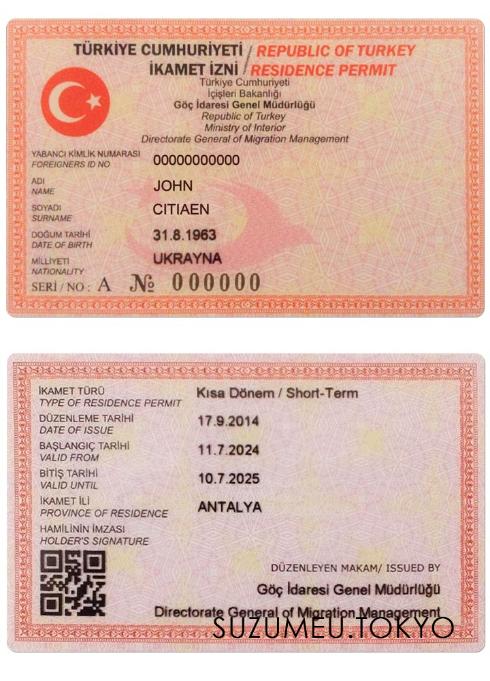 TÜRKİYE CUMHURİYETİ / REPUBLIC OF TURKEY
İKAMET İZNİ / RESIDENCE PERMIT
Türkiye Cumhuriyeti
İçişleri Bakanlığı
Göç İdaresi Genel Müdürlüğü
Republic of Turkey
Ministry of Interior
Directorate General of Migration Management
YABANCI KİMLİK NUMARASI
FOREIGNERS ID NO
00000000000
ADI
NAME
JOHN
SOYADI
SURNAME
CITIAEN
DOĞUM TARİHİ
DATE OF BIRTH
31.8.1963
MİLLİYETİ
NATIONALITY
UKRAYNA
SERİ / NO : A № 000000
İKAMET TÜRÜ
TYPE OF RESIDENCE PERMIT
Kısa Dönem / Short-Term
DÜZENLEME TARİHİ
DATE OF ISSUE
17.9.2014
BAŞLANGIÇ TARİHİ
VALID FROM
11.7.2024
BİTİŞ TARİHİ
VALID UNTIL
10.7.2025
İKAMET İLİ
PROVINCE OF RESIDENCE
ANTALYA
HAMİLİNİN İMZASI
HOLDER'S SIGNATURE
DÜZENLEYEN MAKAM/ ISSUED BY
Göç İdaresi Genel Müdürlüğü
Directorate General of Migration Management
SUZUMEU.TOKYO